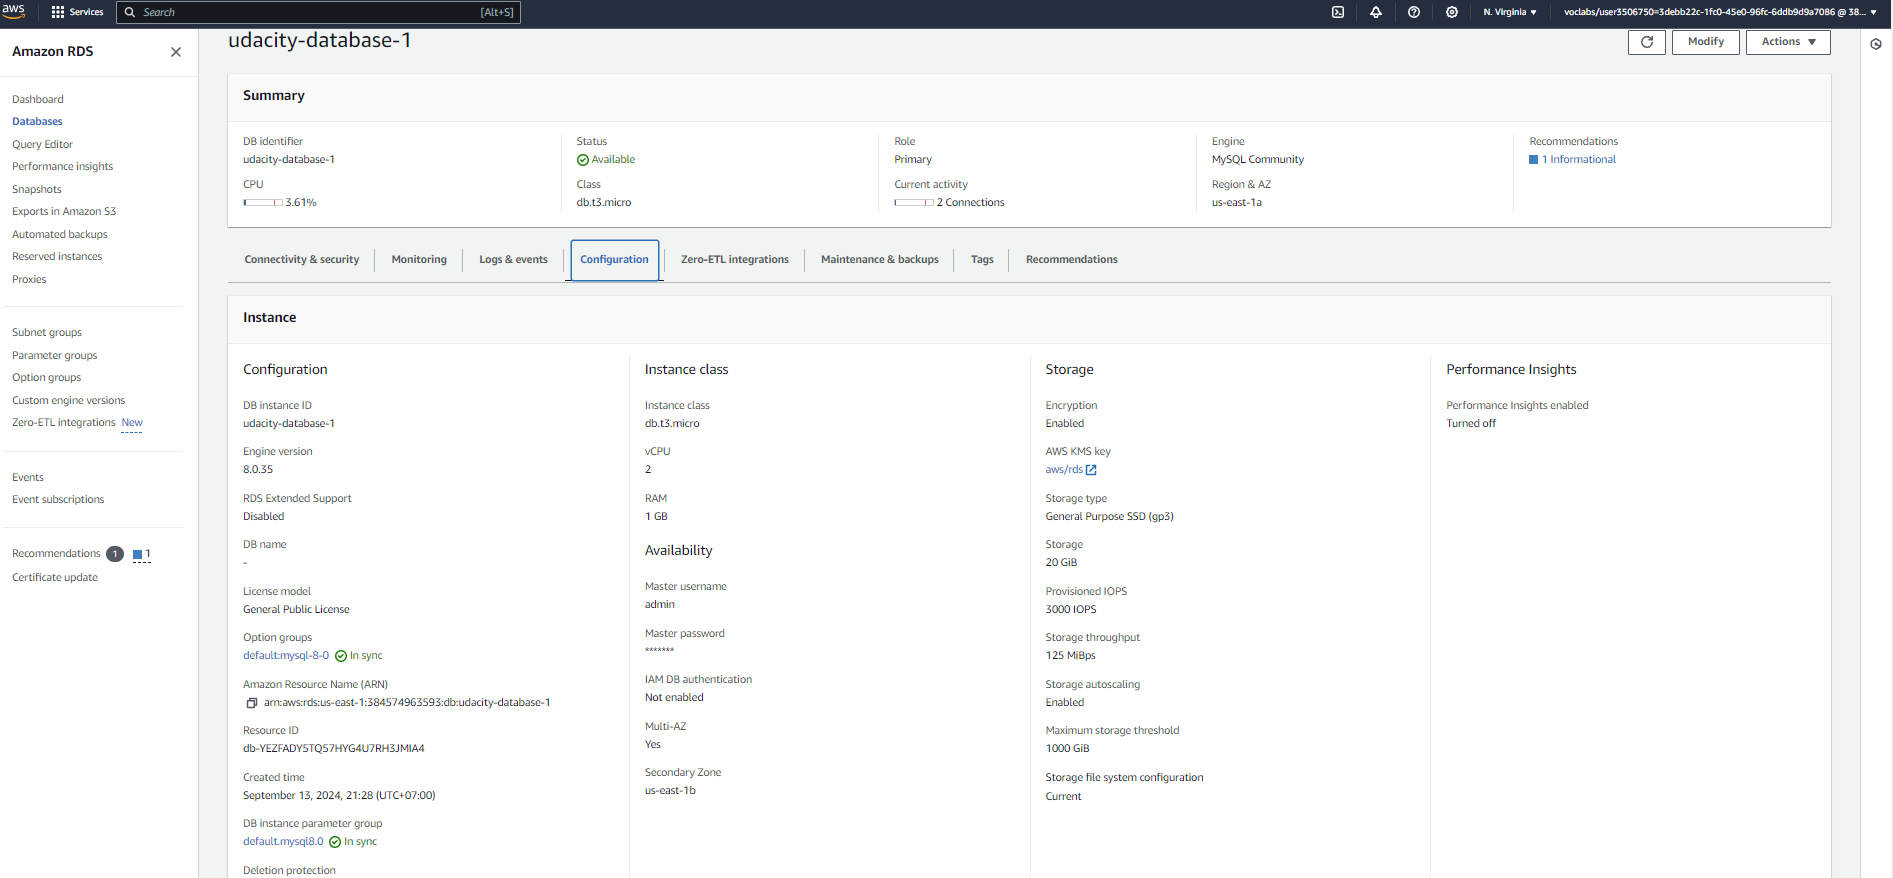 aws
Services
Search
[Alt+S]
N. Virginia
voclabs/user3506750=3debb22c-1fc0-45e0-96fc-6ddb9d9a7086 @ 38...
Amazon RDS
Dashboard
Databases
Query Editor
Performance insights
Snapshots
Exports in Amazon S3
Automated backups
Reserved instances
Proxies
Subnet groups
Parameter groups
Option groups
Custom engine versions
Zero-ETL integrations New
Events
Event subscriptions
Recommendations 1 1
Certificate update
udacity-database-1
Modify
Actions
Summary
DB identifier
udacity-database-1
CPU
3.61%
Status
Available
Class
db.t3.micro
Role
Primary
Current activity
2 Connections
Engine
MySQL Community
Region & AZ
us-east-1a
Recommendations
1 Informational
Connectivity & security
Monitoring
Logs & events
Configuration
Zero-ETL integrations
Maintenance & backups
Tags
Recommendations
Instance
Configuration
DB instance ID
udacity-database-1
Engine version
8.0.35
RDS Extended Support
Disabled
DB name
-
License model
General Public License
Option groups
default:mysql-8-0 In sync
Amazon Resource Name (ARN)
arn:aws:rds:us-east-1:384574963593:db:udacity-database-1
Resource ID
db-YEZFADY5TQ57HYG4U7RH3JMIA4
Created time
September 13, 2024, 21:28 (UTC+07:00)
DB instance parameter group
default.mysql8.0 In sync
Deletion protection
Instance class
Instance class
db.t3.micro
vCPU
2
RAM
1 GB
Availability
Master username
admin
Master password
*******
IAM DB authentication
Not enabled
Multi-AZ
Yes
Secondary Zone
us-east-1b
Storage
Encryption
Enabled
AWS KMS key
aws/rds
Storage type
General Purpose SSD (gp3)
Storage
20 GiB
Provisioned IOPS
3000 IOPS
Storage throughput
125 MiBps
Storage autoscaling
Enabled
Maximum storage threshold
1000 GiB
Storage file system configuration
Current
Performance Insights
Performance Insights enabled
Turned off